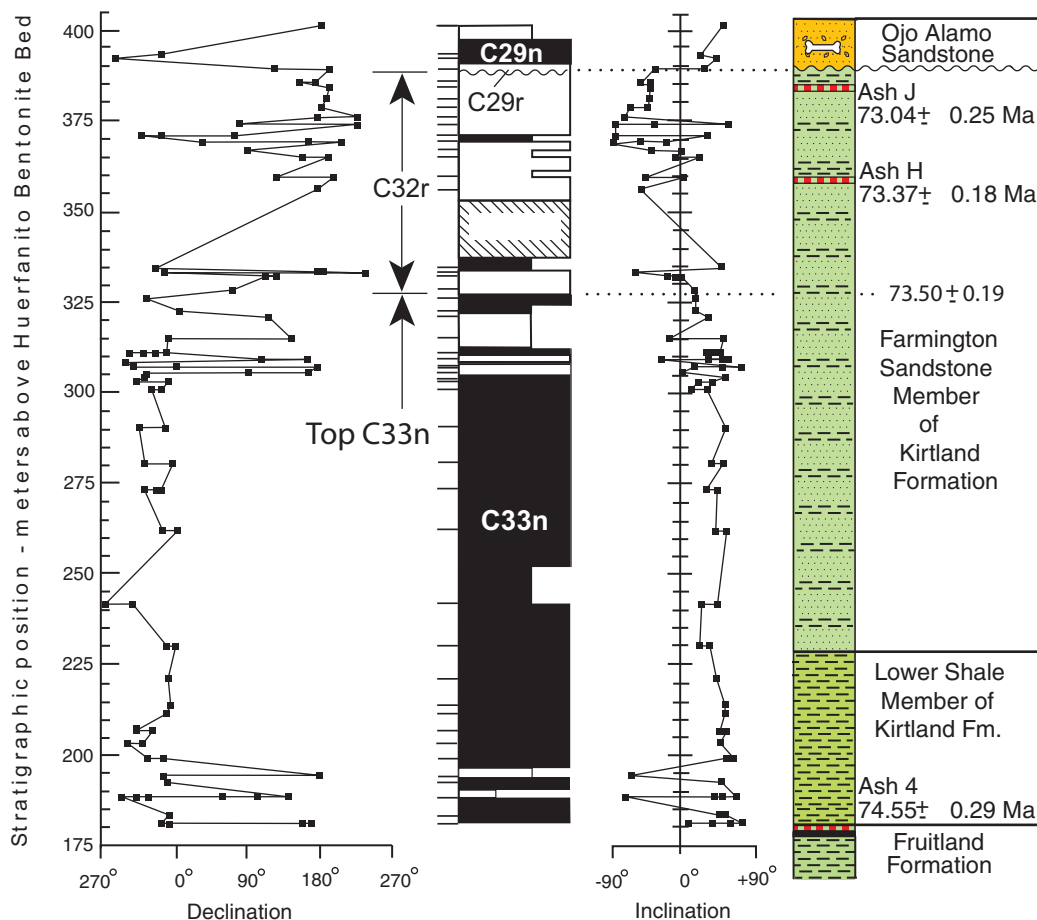 Stratigraphic position - meters above Huerfanito Bentonite Bed
400
375
350
325
300
275
250
225
200
175
270°
0°
90°
180°
270°
Declination
C32r
Top C33n
C29n
C29r
C33n
-90°
0°
+90°
Inclination
Ojo Alamo
Sandstone
Ash J
73.04± 0.25 Ma
Ash H
73.37± 0.18 Ma
73.50 ± 0.19
Farmington
Sandstone
Member
of
Kirtland
Formation
Lower Shale
Member of
Kirtland Fm.
Ash 4
74.55± 0.29 Ma
Fruitland
Formation